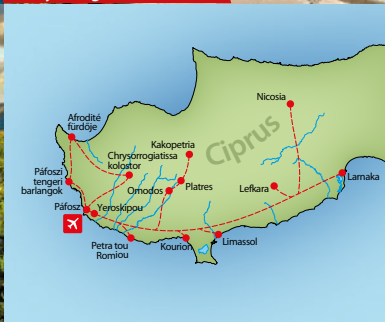 Nicosia
Afrodité
fürdője
Chrysorrogiatissa
kolostor
Kakopetria
Ciprus
Páfoszi
tengeri
barlangok
Omodos
Platres
Lefkara
Larnaka
Páfosz
Yeroskipou
Petra tou
Romiou
Kourion
Limassol